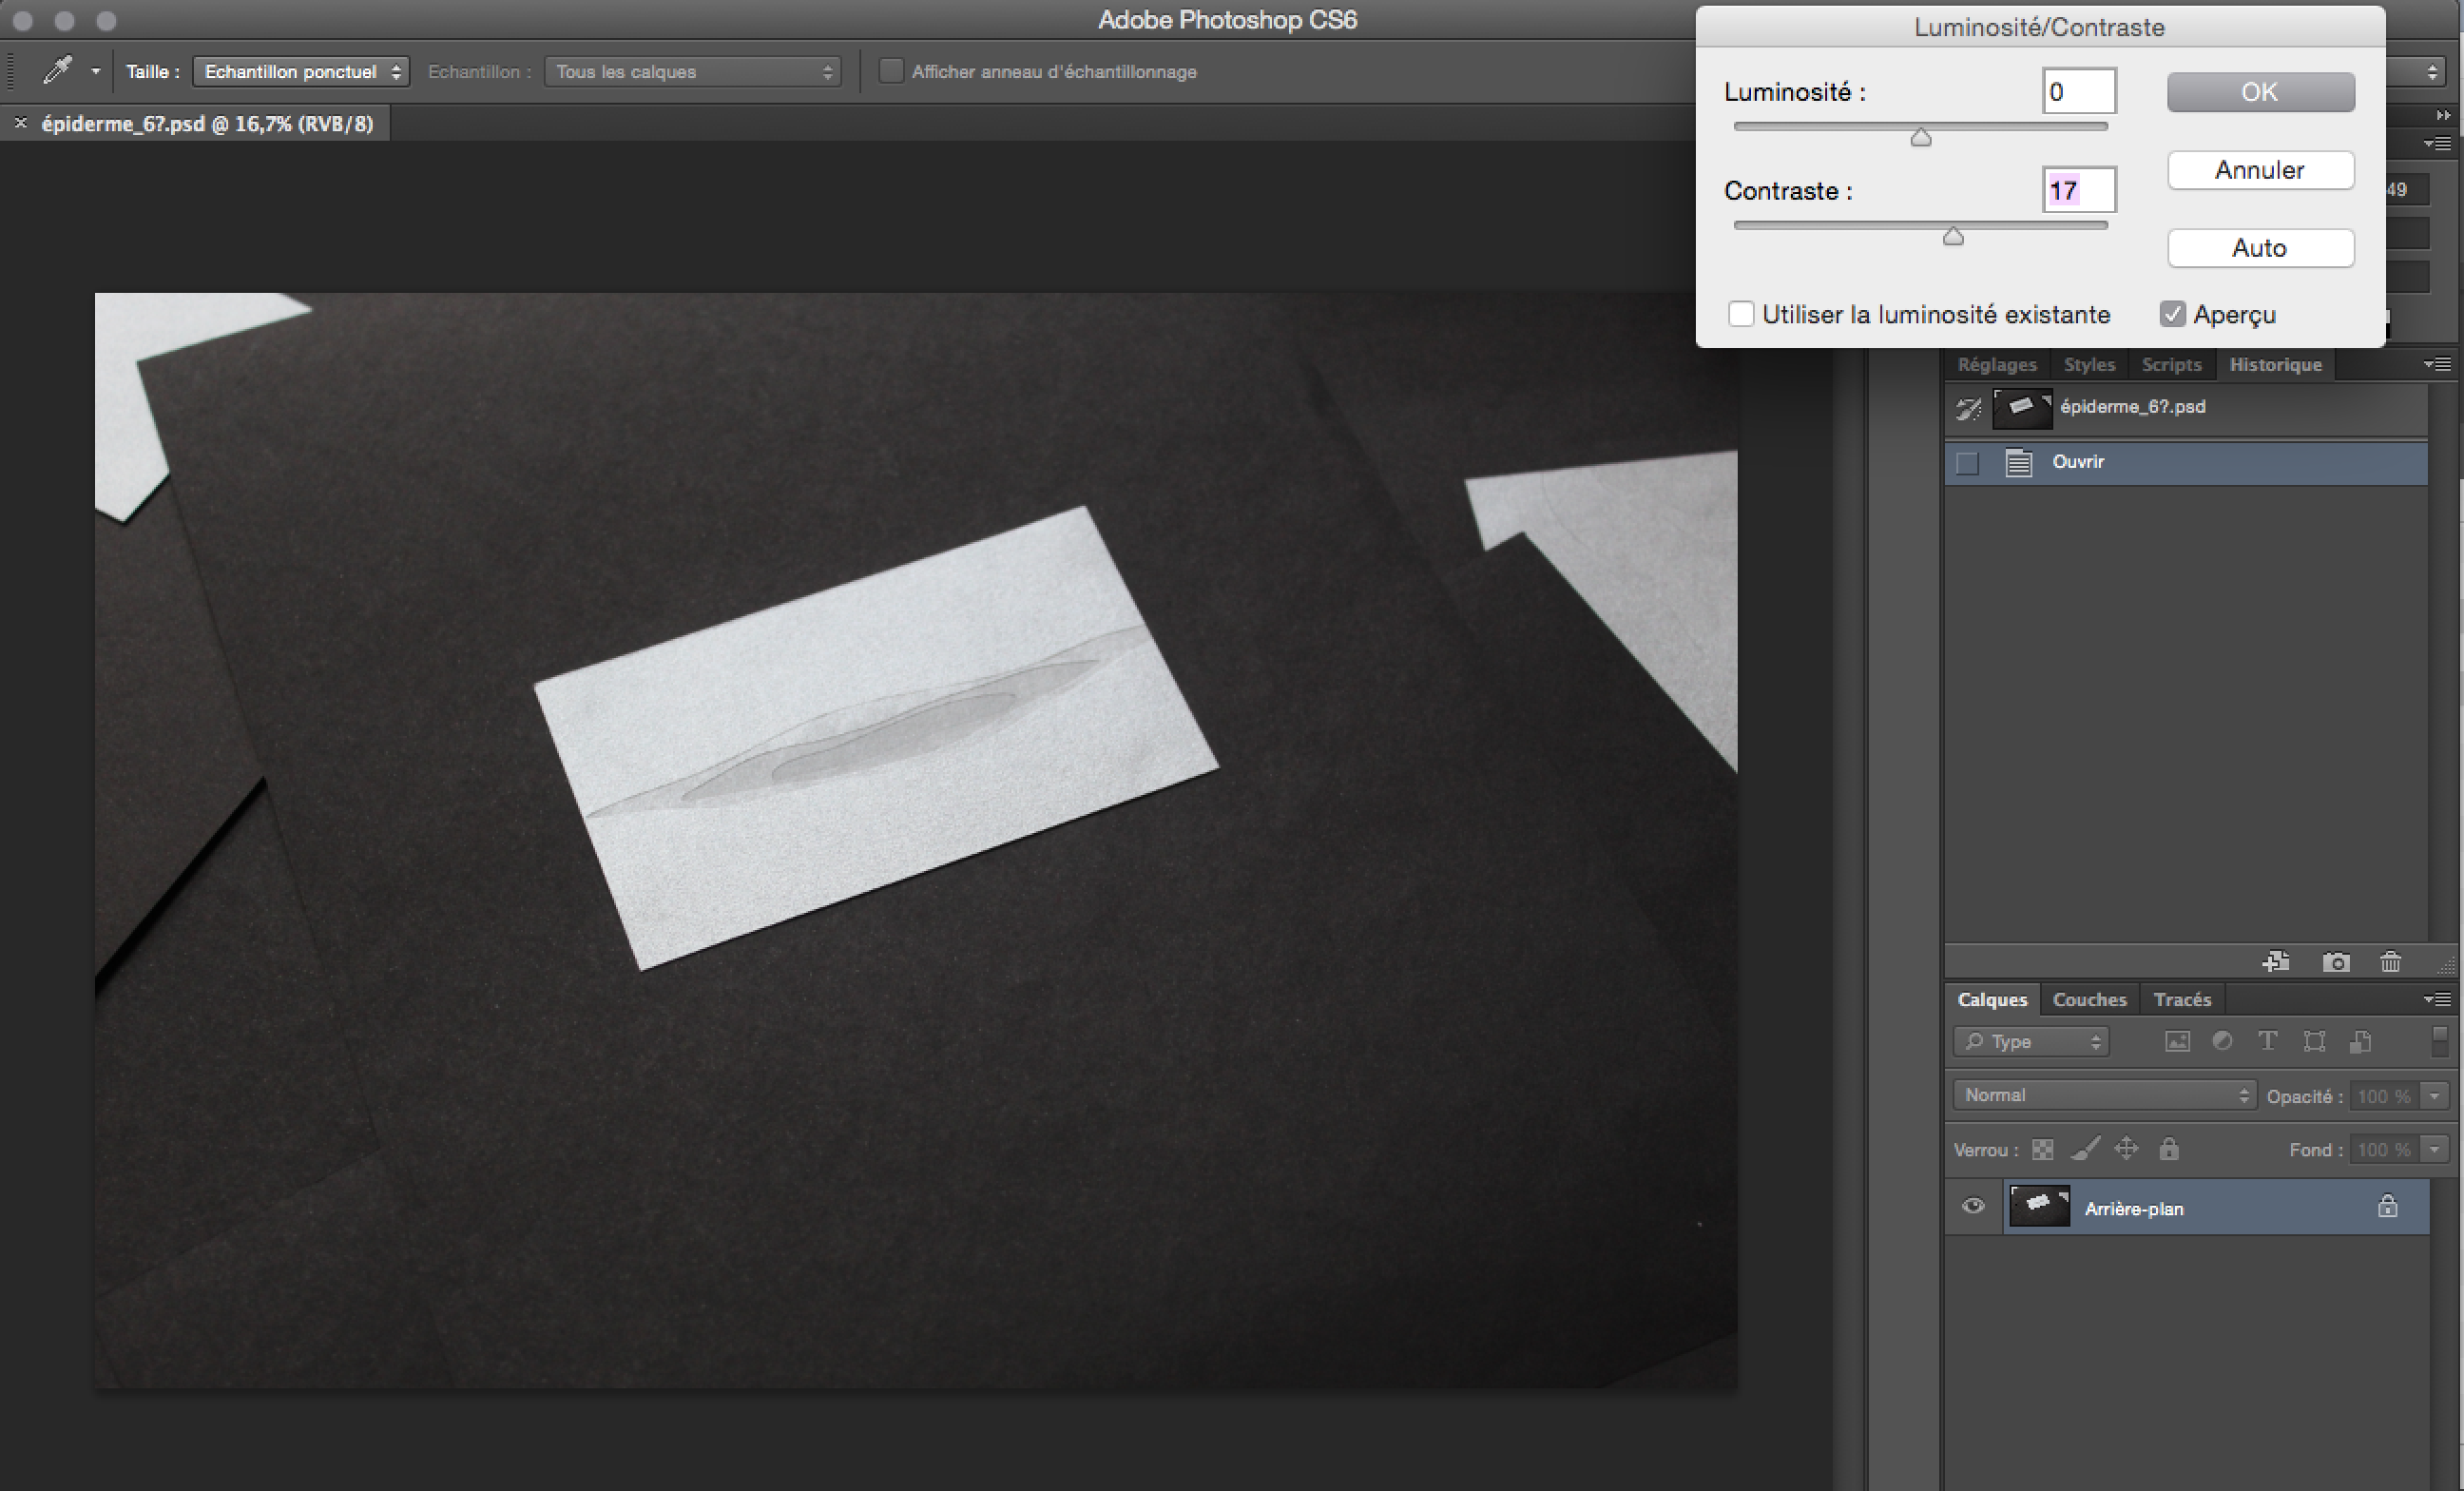 Adobe Photoshop CS6
Taille : Echantillon ponctuel Echantillon : Tous les calques Afficher anneau d'échantillonnage
× épiderme_6?.psd @ 16,7% (RVB/8)
Luminosité/Contraste
Luminosité : 0 OK
Contraste : 17 Annuler
Auto
Utiliser la luminosité existante Aperçu
49
Réglages Styles Scripts Historique
épiderme_6?.psd
Ouvrir
Calques Couches Tracés
Type
Normal Opacité : 100 %
Verrou : Fond : 100 %
Arrière-plan